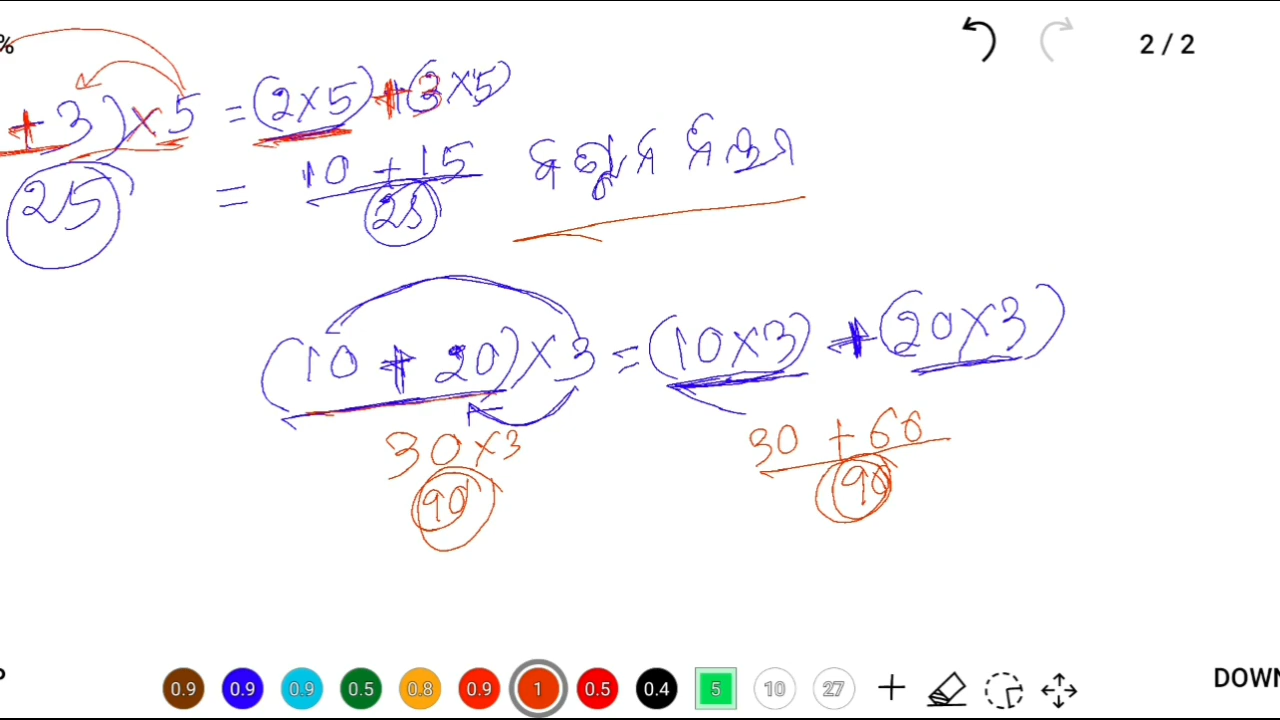 %
2 / 2
+ 3) × 5 = (2 × 5) + (3 × 5)
25 = 10 + 15
25
(10 + 20) × 3 = (10 × 3) + (20 × 3)
30 × 3
30 + 60
90
90
0.9 0.9 0.9 0.5 0.8 0.9 1 0.5 0.4 5 10 27
DOWN